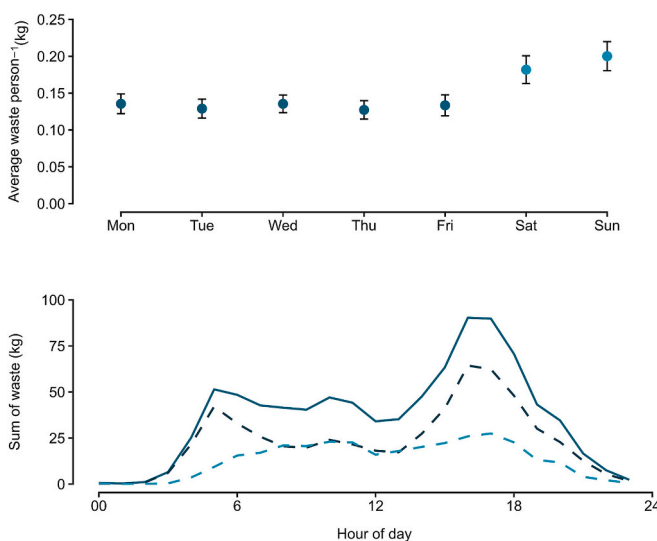 Average waste person⁻¹(kg)
0.25
0.20
0.15
0.10
0.05
0.00
Mon Tue Wed Thu Fri Sat Sun
Sum of waste (kg)
100
75
50
25
0
00 6 12 18 24
Hour of day